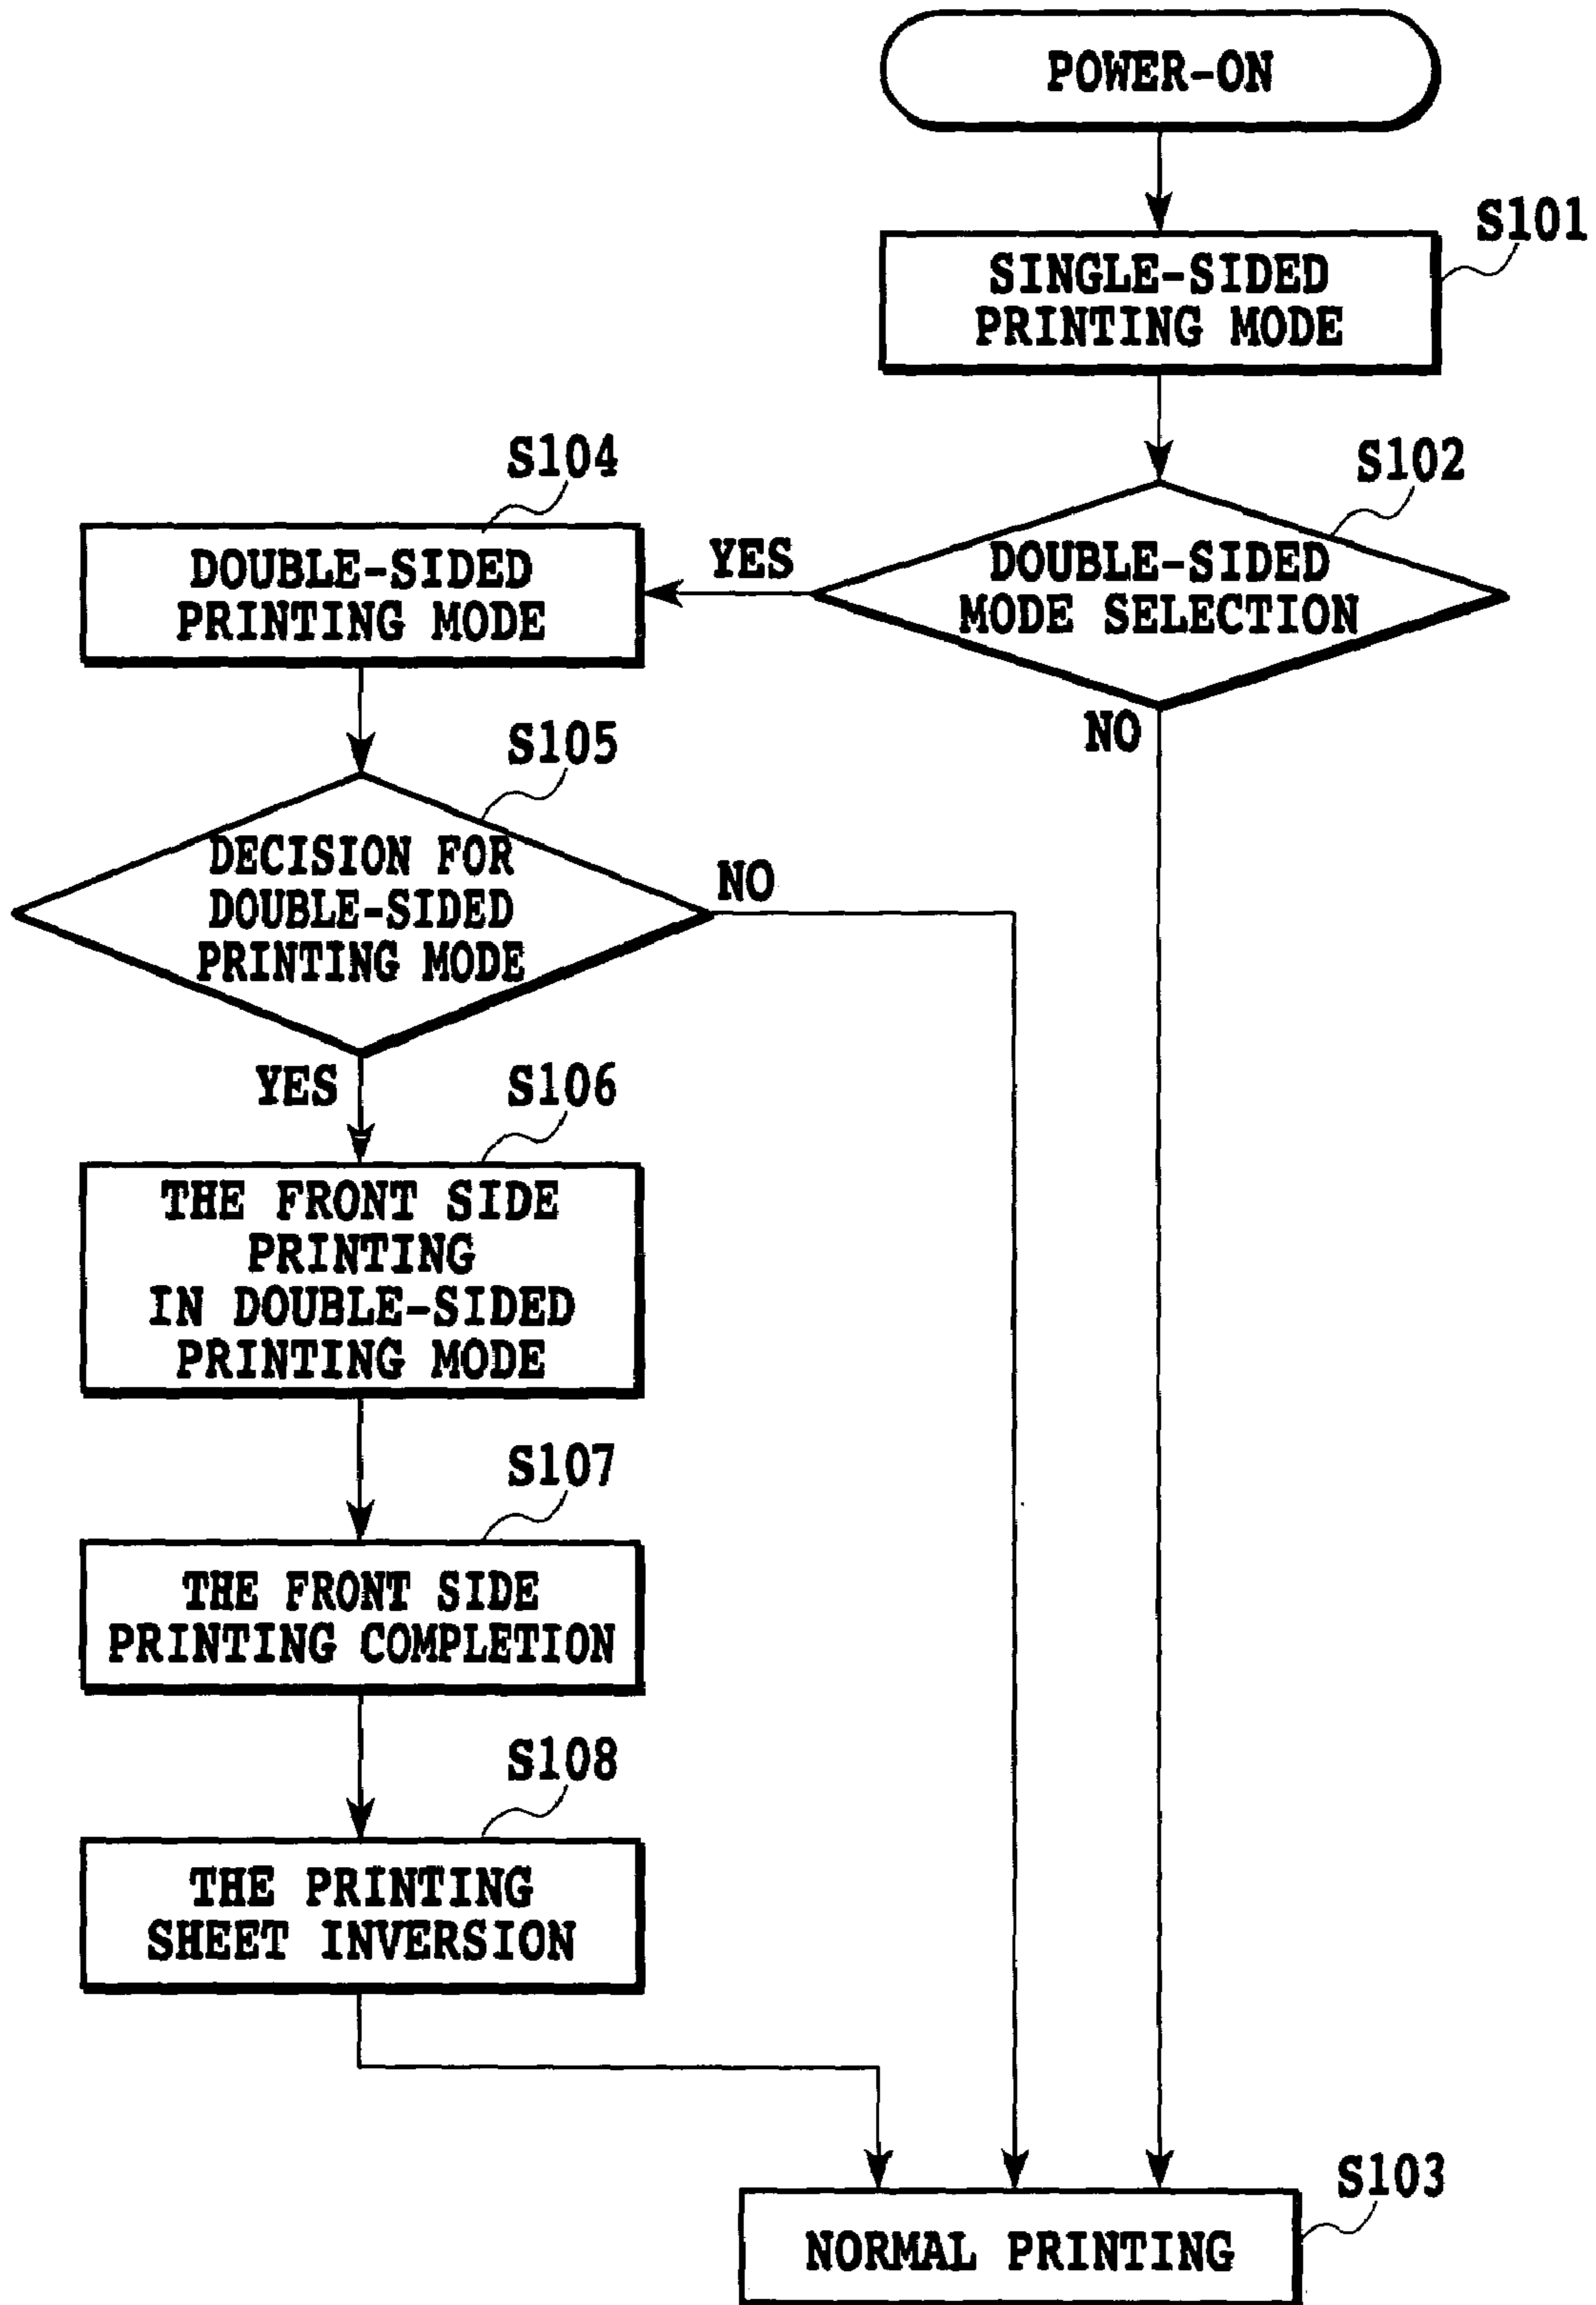 POWER-ON
S101
SINGLE-SIDED
PRINTING MODE
S102
DOUBLE-SIDED
MODE SELECTION
YES
NO
S104
DOUBLE-SIDED
PRINTING MODE
S105
DECISION FOR
DOUBLE-SIDED
PRINTING MODE
NO
YES
S106
THE FRONT SIDE
PRINTING
IN DOUBLE-SIDED
PRINTING MODE
S107
THE FRONT SIDE
PRINTING COMPLETION
S108
THE PRINTING
SHEET INVERSION
S103
NORMAL PRINTING